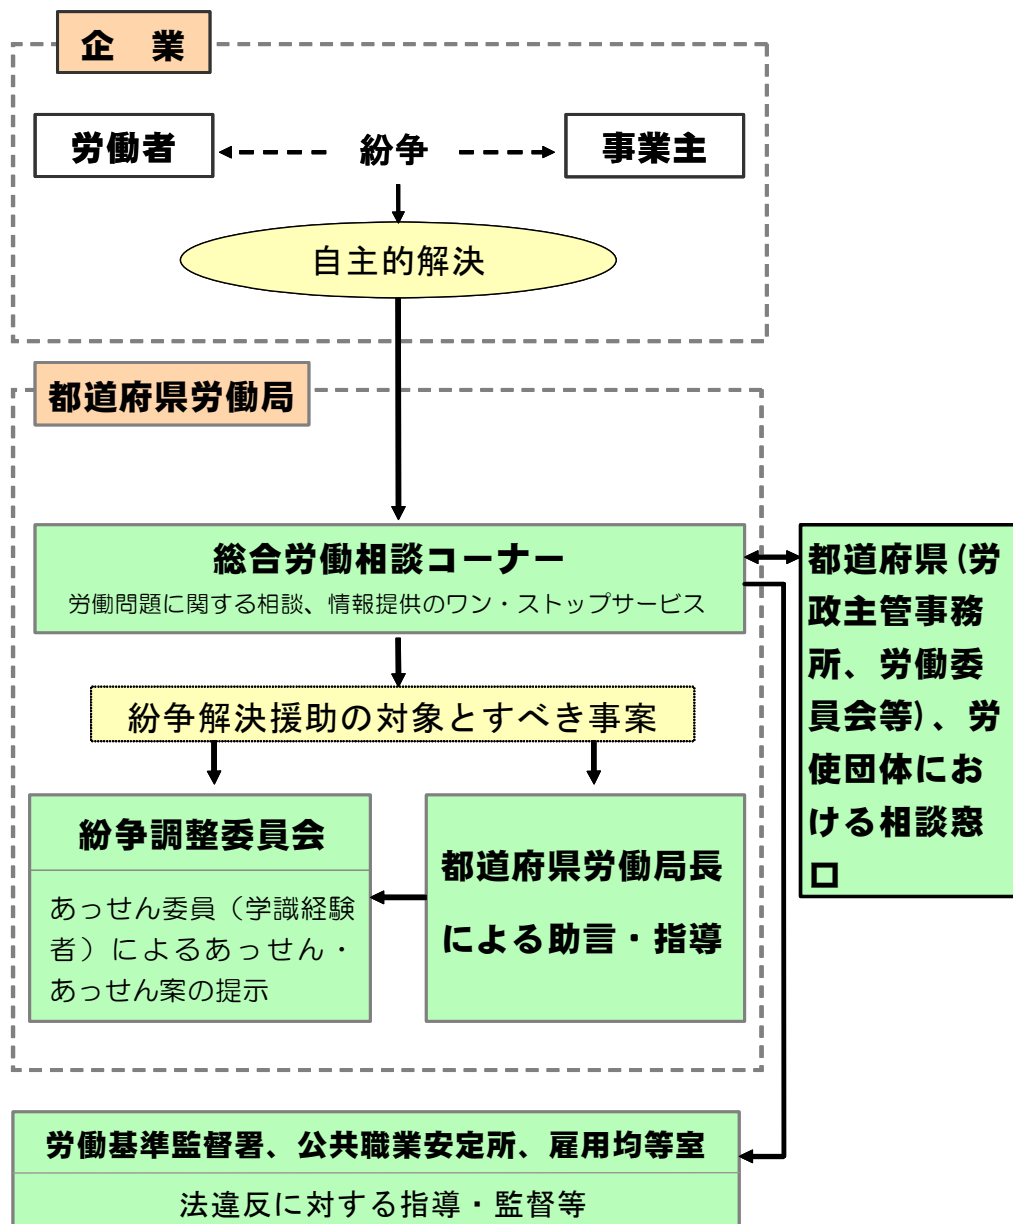 企　業
労働者
紛争
事業主
自主的解決
都道府県労働局
総合労働相談コーナー
労働問題に関する相談、情報提供のワン・ストップサービス
都道府県(労
政主管事務
所、労働委
員会等)、労
使団体にお
ける相談窓
口
紛争解決援助の対象とすべき事案
紛争調整委員会
あっせん委員（学識経験
者）によるあっせん・
あっせん案の提示
都道府県労働局長
による助言・指導
労働基準監督署、公共職業安定所、雇用均等室
法違反に対する指導・監督等